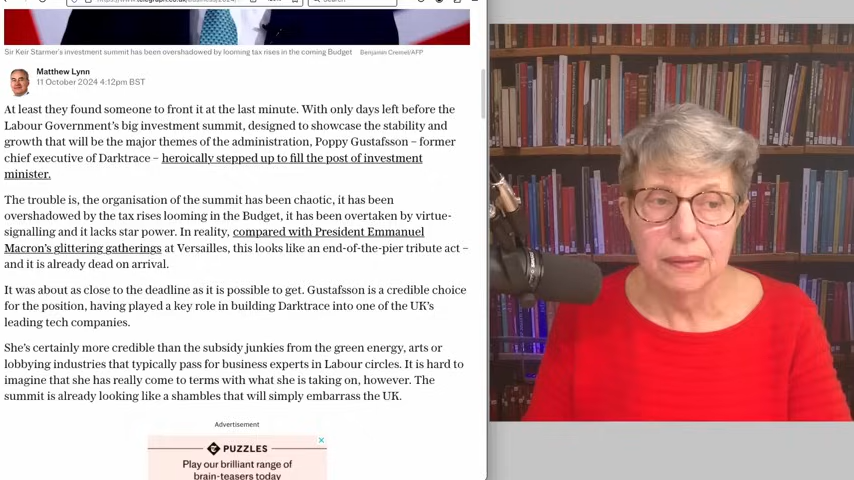 Sir Keir Starmer's investment summit has been overshadowed by looming tax rises in the coming Budget Benjamin Cremel/AFP
Matthew Lynn
11 October 2024 4:12pm BST
At least they found someone to front it at the last minute. With only days left before the
Labour Government's big investment summit, designed to showcase the stability and
growth that will be the major themes of the administration, Poppy Gustafsson – former
chief executive of Darktrace – heroically stepped up to fill the post of investment
minister.
The trouble is, the organisation of the summit has been chaotic, it has been
overshadowed by the tax rises looming in the Budget, it has been overtaken by virtue-
signalling and it lacks star power. In reality, compared with President Emmanuel
Macron's glittering gatherings at Versailles, this looks like an end-of-the-pier tribute act –
and it is already dead on arrival.
It was about as close to the deadline as it is possible to get. Gustafsson is a credible choice
for the position, having played a key role in building Darktrace into one of the UK's
leading tech companies.
She's certainly more credible than the subsidy junkies from the green energy, arts or
lobbying industries that typically pass for business experts in Labour circles. It is hard to
imagine that she has really come to terms with what she is taking on, however. The
summit is already looking like a shambles that will simply embarrass the UK.
Advertisement
PUZZLES
Play our brilliant range of
brain-teasers today